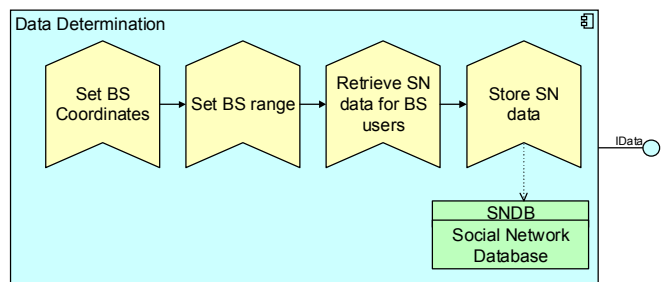 Data Determination
Set BS
Coordinates
Set BS range
Retrieve SN
data for BS
users
Store SN
data
IData
SNDB
Social Network
Database